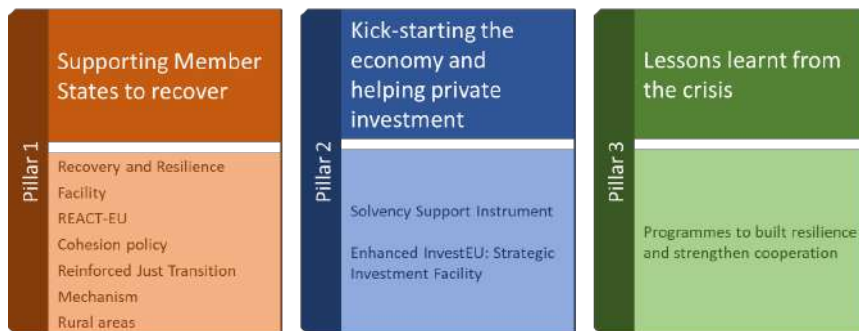 Pillar 1
Supporting Member
States to recover
Recovery and Resilience
Facility
REACT-EU
Cohesion policy
Reinforced Just Transition
Mechanism
Rural areas
Pillar 2
Kick-starting the
economy and
helping private
investment
Solvency Support Instrument
Enhanced InvestEU: Strategic
Investment Facility
Pillar 3
Lessons learnt from
the crisis
Programmes to built resilience
and strengthen cooperation